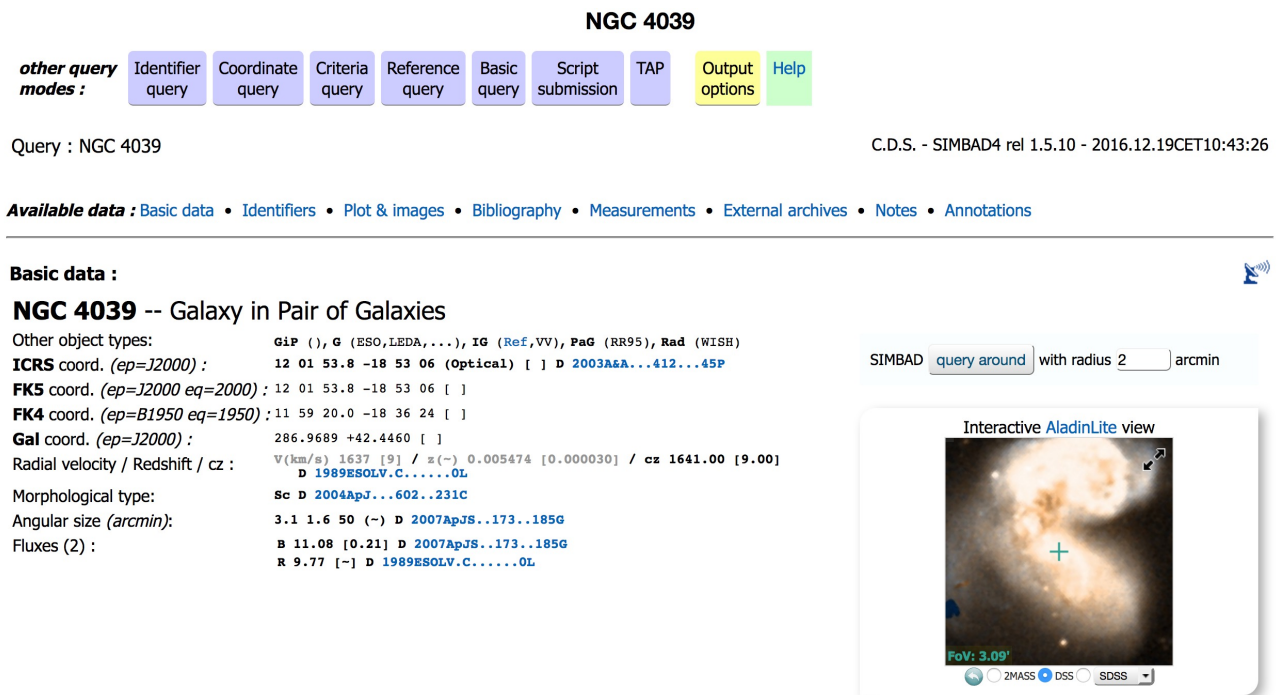 NGC 4039
other query modes :
Identifier query
Coordinate query
Criteria query
Reference query
Basic query
Script submission
TAP
Output options
Help
Query : NGC 4039
C.D.S. - SIMBAD4 rel 1.5.10 - 2016.12.19CET10:43:26
Available data : Basic data • Identifiers • Plot & images • Bibliography • Measurements • External archives • Notes • Annotations
Basic data :
NGC 4039 -- Galaxy in Pair of Galaxies
Other object types: GiP (), G (ESO,LEDA,...), IG (Ref,VV), PaG (RR95), Rad (WISH)
ICRS coord. (ep=J2000) : 12 01 53.8 -18 53 06 (Optical) [ ] D 2003A&A...412...45P
FK5 coord. (ep=J2000 eq=2000) : 12 01 53.8 -18 53 06 [ ]
FK4 coord. (ep=B1950 eq=1950) : 11 59 20.0 -18 36 24 [ ]
Gal coord. (ep=J2000) : 286.9689 +42.4460 [ ]
Radial velocity / Redshift / cz : V(km/s) 1637 [9] / z(~) 0.005474 [0.000030] / cz 1641.00 [9.00]
D 1989ESOLV.C......0L
Morphological type: Sc D 2004ApJ...602..231C
Angular size (arcmin): 3.1 1.6 50 (~) D 2007ApJS..173..185G
Fluxes (2) : B 11.08 [0.21] D 2007ApJS..173..185G
R 9.77 [~] D 1989ESOLV.C......0L
SIMBAD query around with radius 2 arcmin
Interactive AladinLite view
FoV: 3.09'
2MASS DSS SDSS